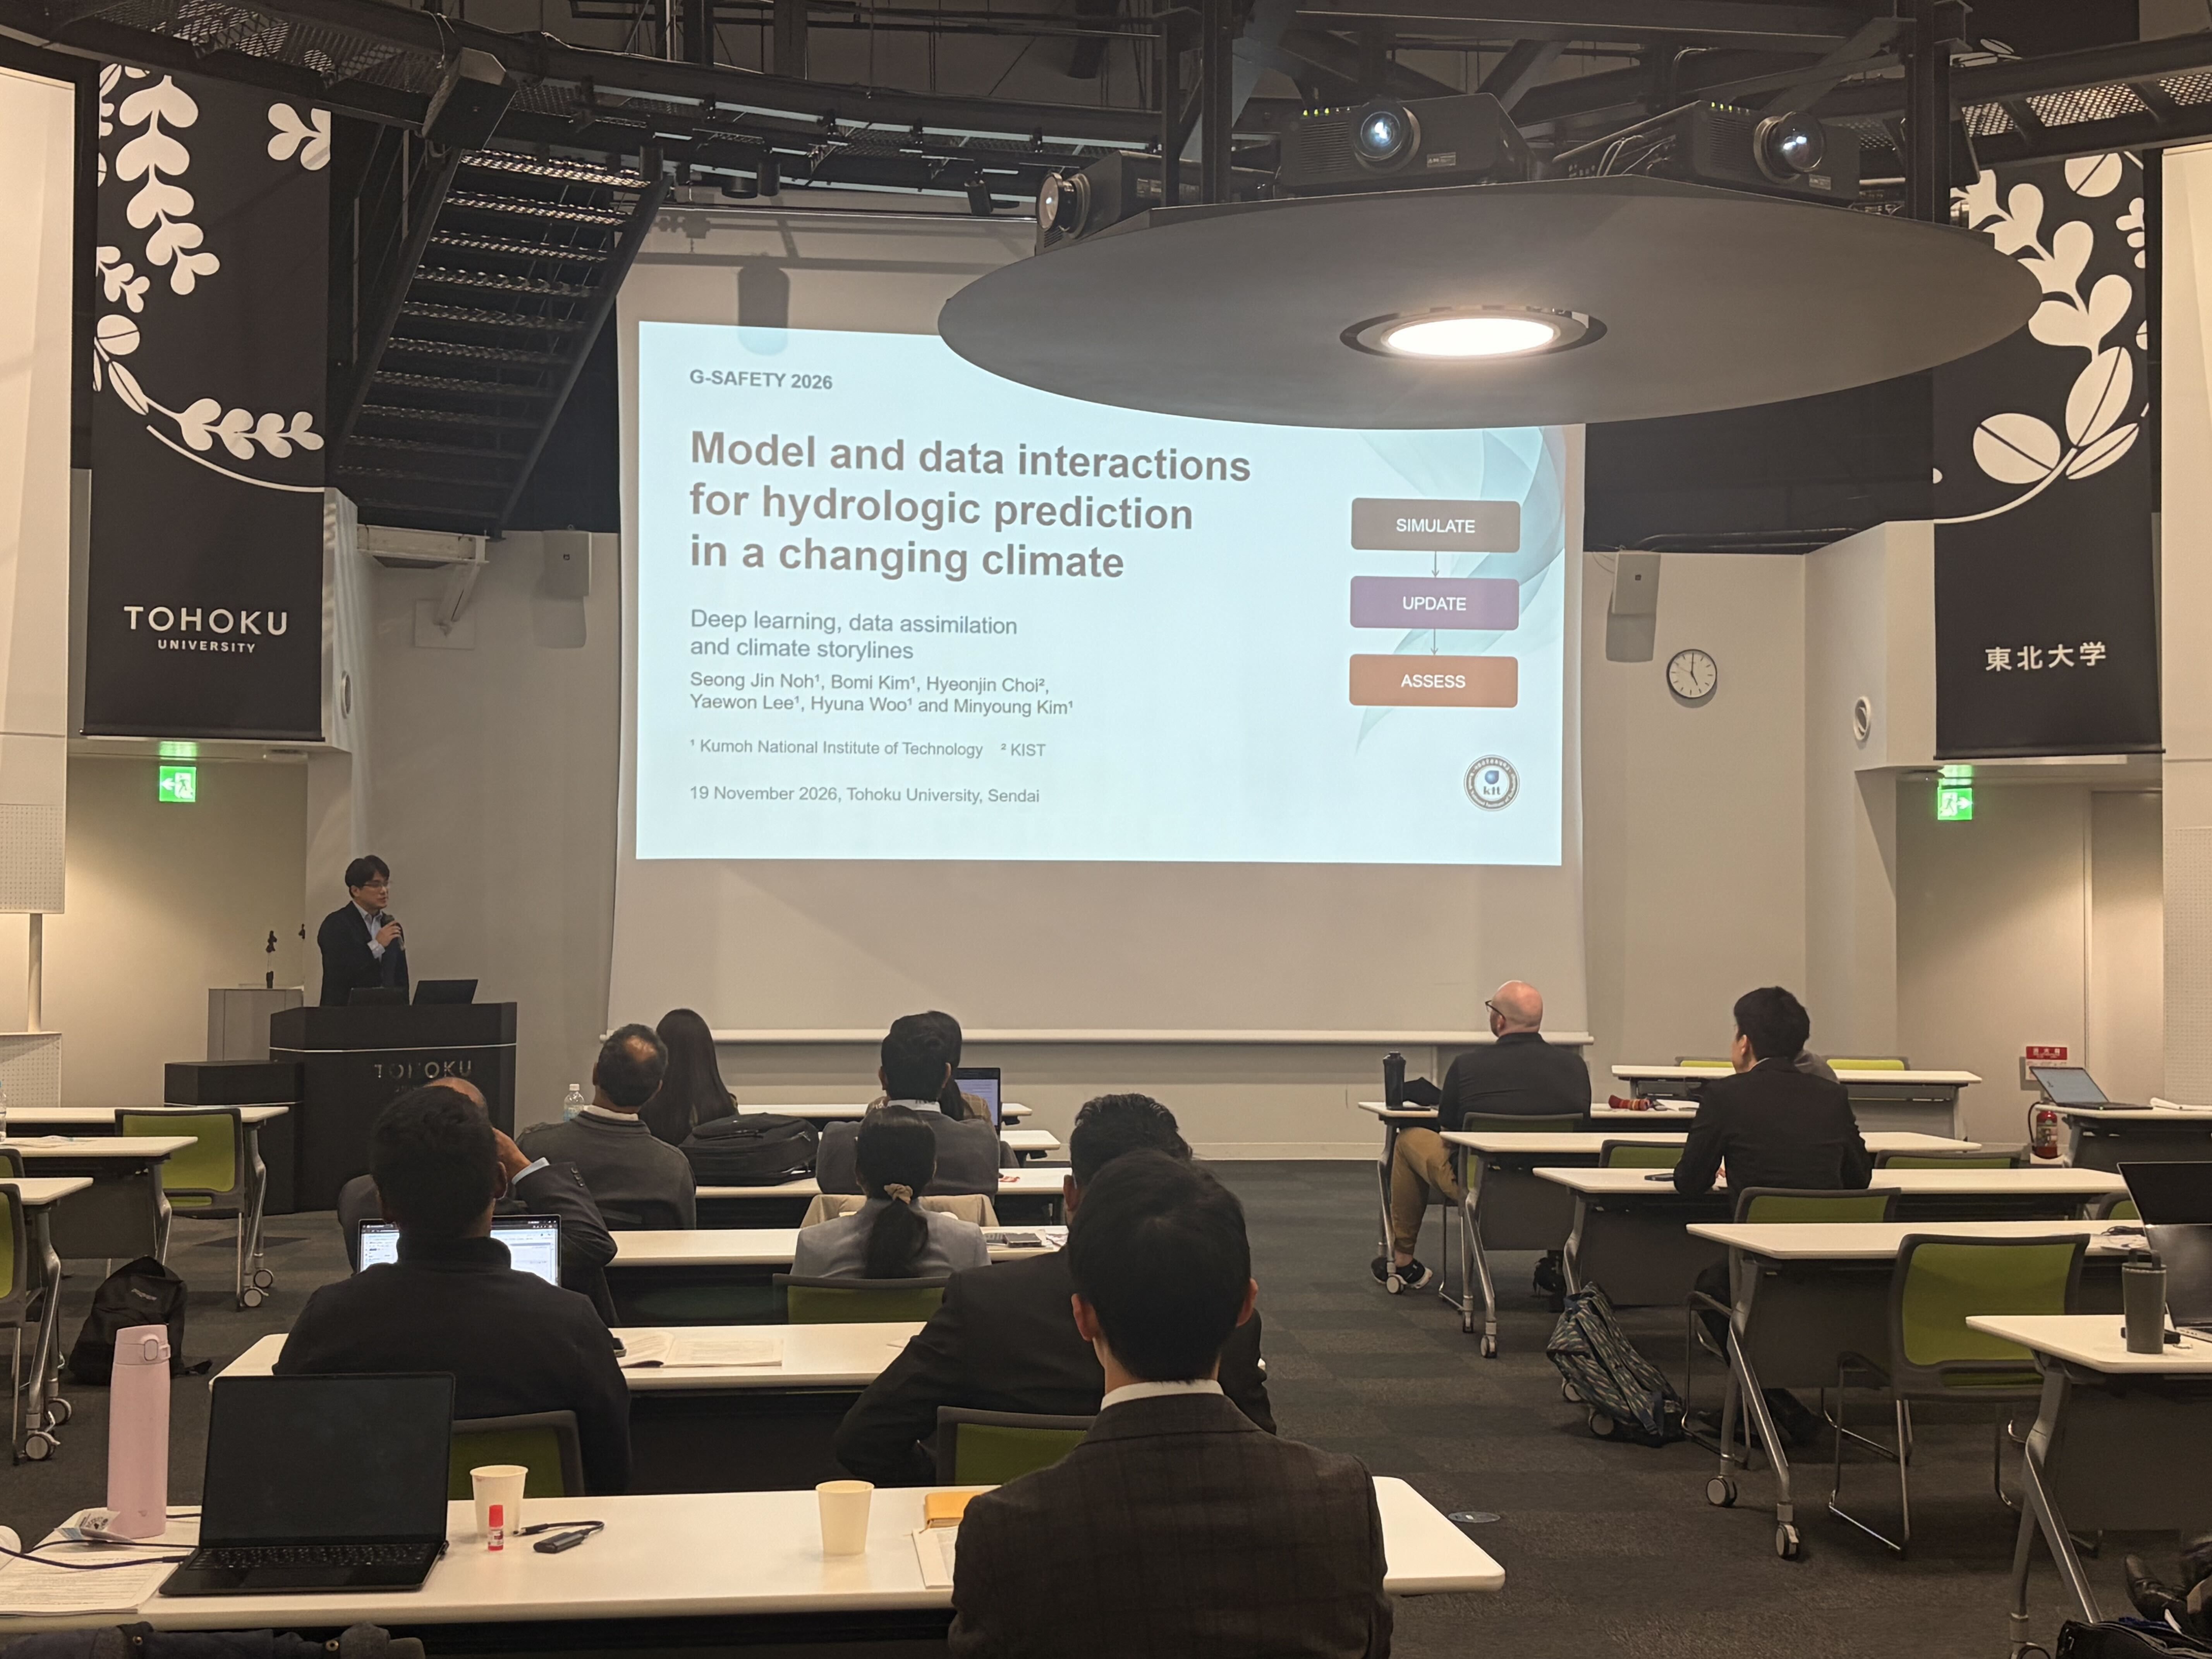 G-SAFETY 2026
Model and data interactions
for hydrologic prediction
in a changing climate
Deep learning, data assimilation
and climate storylines
Seong Jin Noh¹, Bomi Kim¹, Hyeonjin Choi²,
Yaewon Lee¹, Hyuna Woo¹ and Minyoung Kim¹
¹ Kumoh National Institute of Technology ² KIST
19 November 2026, Tohoku University, Sendai
SIMULATE
UPDATE
ASSESS
kit
TOHOKU
UNIVERSITY
東北大学
TOHOKU